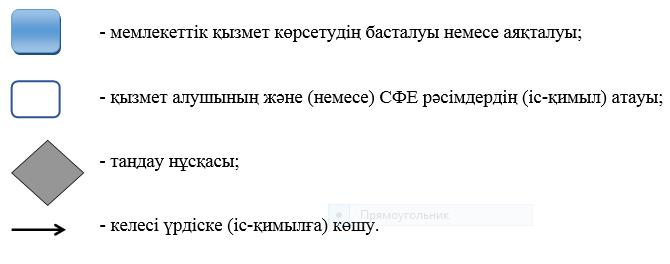 - мемлекеттік қызмет көрсетудің басталуы немесе аяқталуы;
- қызмет алушының және (немесе) СФЕ рәсімдердің (іс-қимыл) атауы;
- таңдау нұсқасы;
Прямоугольник
- келесі үрдіске (іс-қимылға) көшу.